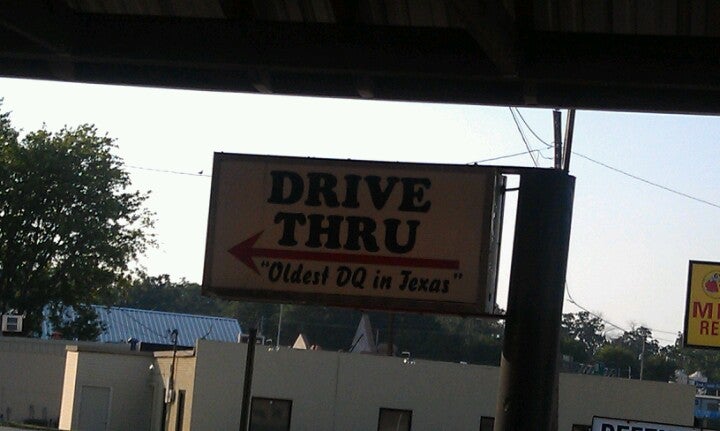 DRIVE
THRU
"Oldest DQ in Texas"